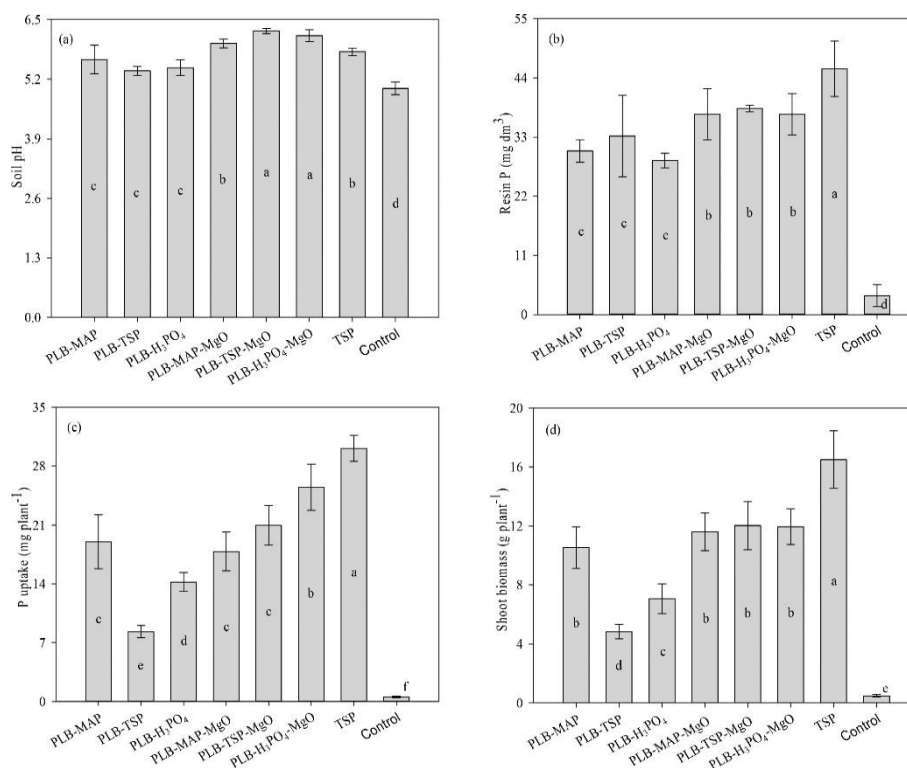 (a)
Soil pH
6.5
5.2
3.9
2.6
1.3
0.0
c
c
c
b
a
a
b
d
PLB-MAP
PLB-TSP
PLB-H₃PO₄
PLB-MAP-MgO
PLB-TSP-MgO
PLB-H₃PO₄-MgO
TSP
Control
(b)
Resin P (mg dm³)
55
44
33
22
11
0
c
c
c
b
b
b
a
d
PLB-MAP
PLB-TSP
PLB-H₃PO₄
PLB-MAP-MgO
PLB-TSP-MgO
PLB-H₃PO₄-MgO
TSP
Control
(c)
P uptake (mg plant⁻¹)
35
28
21
14
7
0
c
e
d
c
c
b
a
f
PLB-MAP
PLB-TSP
PLB-H₃PO₄
PLB-MAP-MgO
PLB-TSP-MgO
PLB-H₃PO₄-MgO
TSP
Control
(d)
Shoot biomass (g plant⁻¹)
20
16
12
8
4
0
b
d
c
b
b
b
a
e
PLB-MAP
PLB-TSP
PLB-H₃PO₄
PLB-MAP-MgO
PLB-TSP-MgO
PLB-H₃PO₄-MgO
TSP
Control